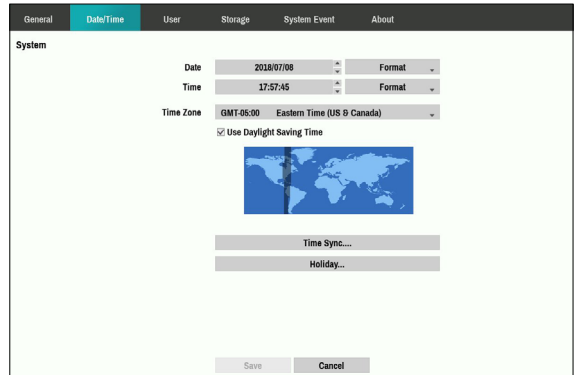 General Date/Time User Storage System Event About
System
Date 2018/07/08 Format
Time 17:57:45 Format
Time Zone GMT-05:00 Eastern Time (US & Canada)
Use Daylight Saving Time
Time Sync....
Holiday...
Save Cancel